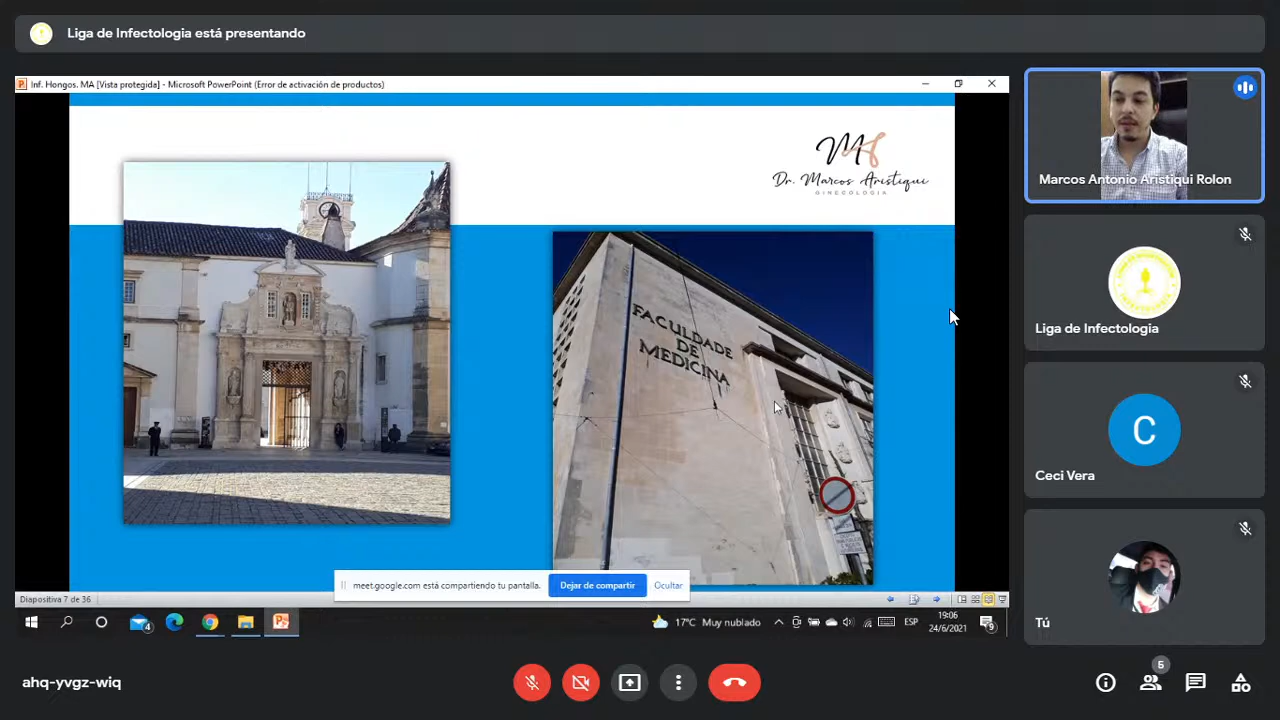 Liga de Infectologia está presentando
Inf. Hongos. MA [Vista protegida] - Microsoft PowerPoint (Error de activación de productos)
MA
Dr. Marcos Aristiqui
GINECOLOGIA
FACULDADE
DE
MEDICINA
meet.google.com está compartiendo tu pantalla.
Dejar de compartir
Ocultar
Diapositiva 7 de 36
4
17°C Muy nublado
ESP
19:06
24/6/2021
9
Marcos Antonio Aristiqui Rolon
Liga de Infectologia
C
Ceci Vera
Tú
ahq-yvgz-wiq
5